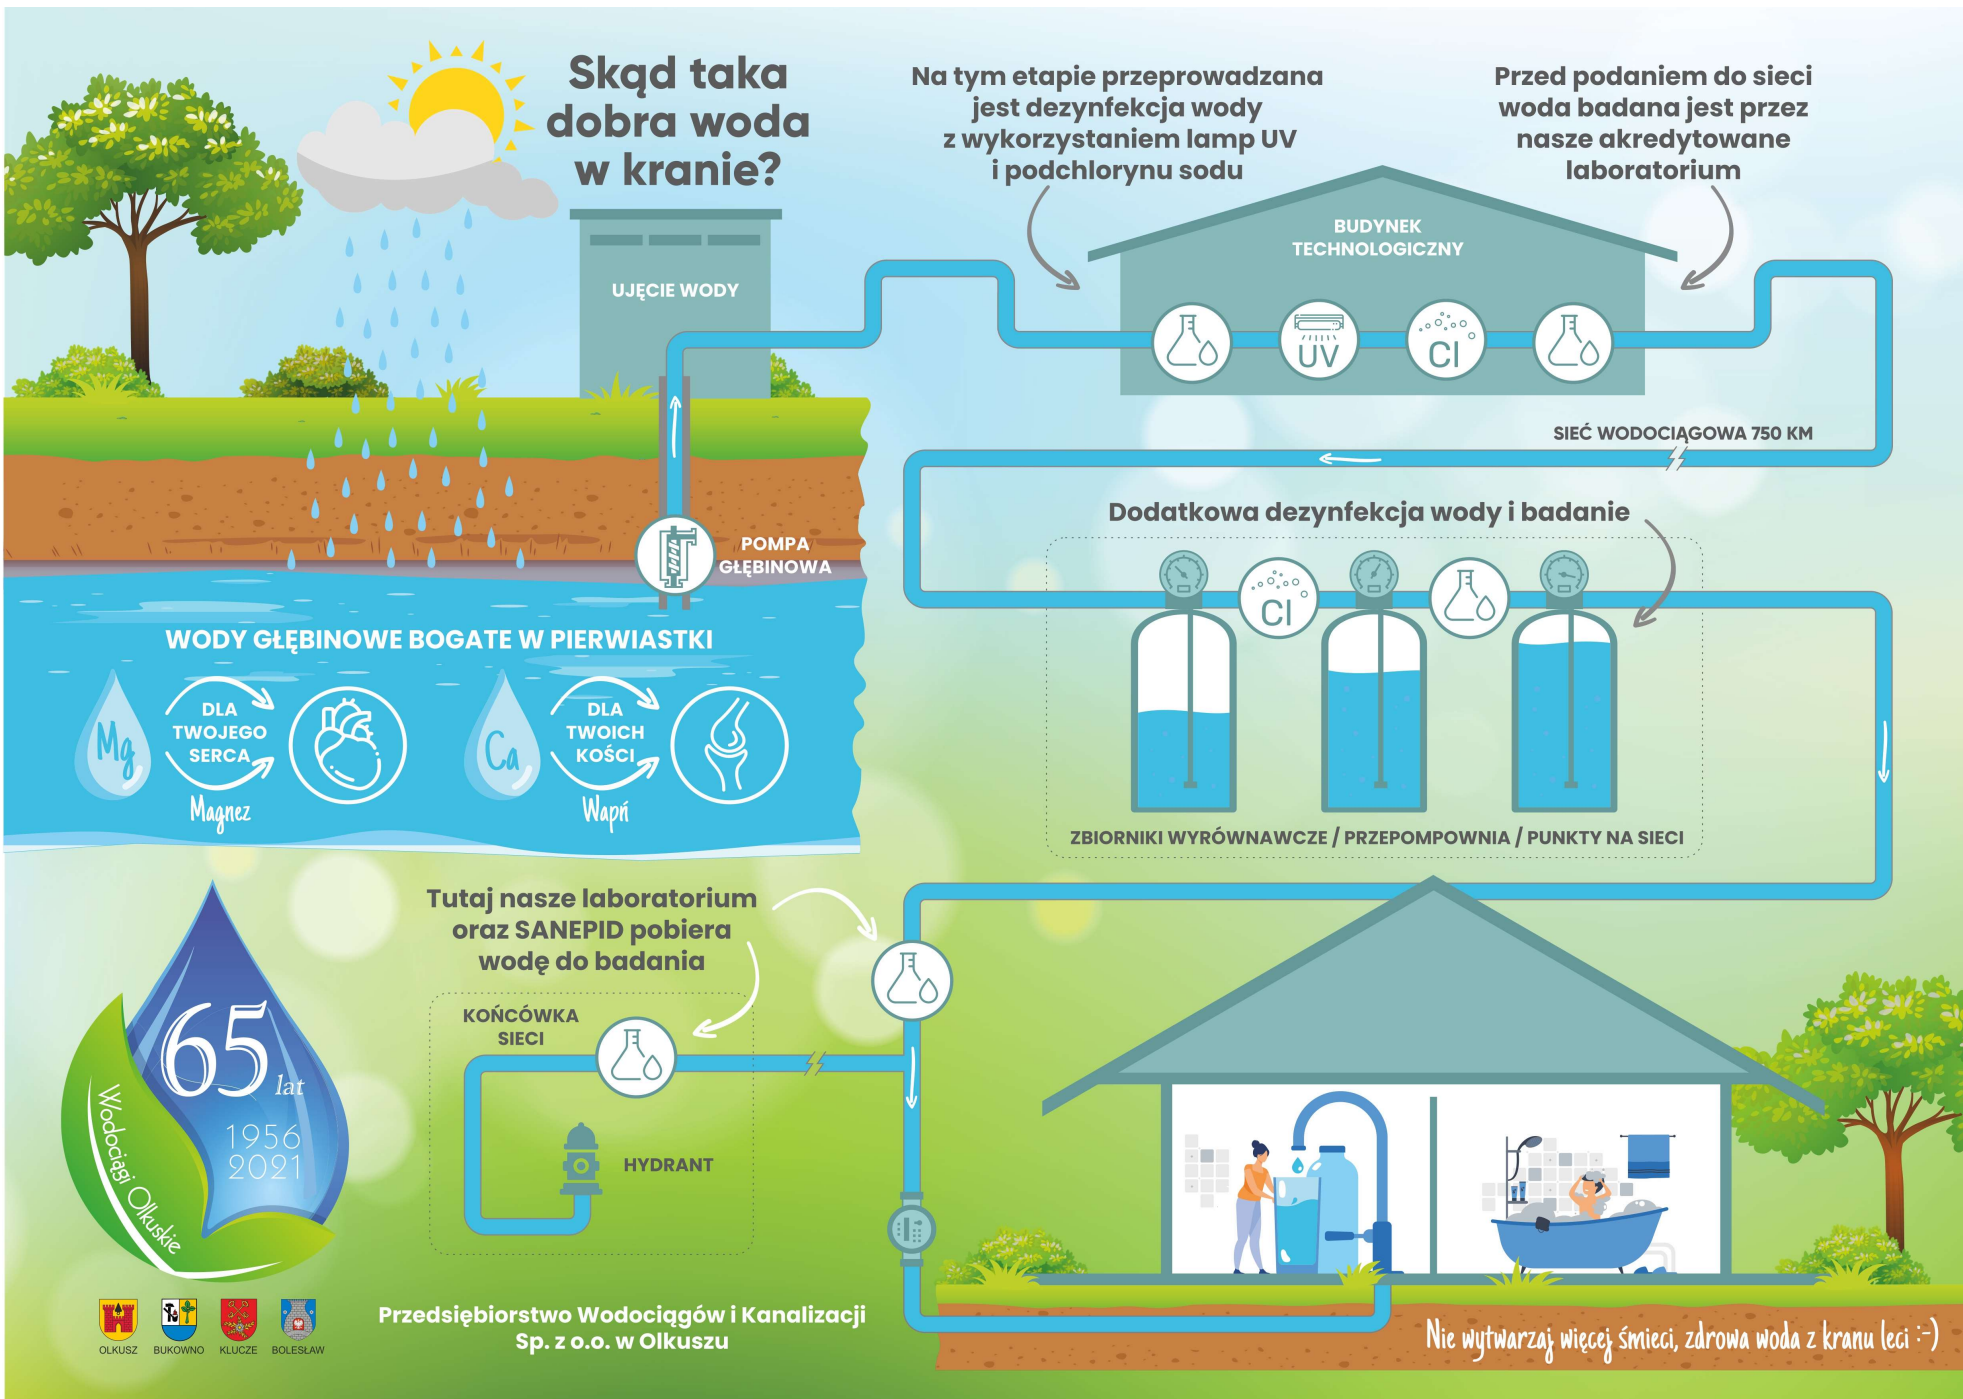 Skąd taka
dobra woda
w kranie?
Na tym etapie przeprowadzana
jest dezynfekcja wody
z wykorzystaniem lamp UV
i podchlorynu sodu
Przed podaniem do sieci
woda badana jest przez
nasze akredytowane
laboratorium
UJĘCIE WODY
BUDYNEK
TECHNOLOGICZNY
UV
Cl
SIEĆ WODOCIĄGOWA 750 KM
POMPA
GŁĘBINOWA
Dodatkowa dezynfekcja wody i badanie
Cl
WODY GŁĘBINOWE BOGATE W PIERWIASTKI
Mg
DLA
TWOJEGO
SERCA
Magnez
Ca
DLA
TWOICH
KOŚCI
Wapń
ZBIORNIKI WYRÓWNAWCZE / PRZEPOMPOWNIA / PUNKTY NA SIECI
Tutaj nasze laboratorium
oraz SANEPID pobiera
wodę do badania
KOŃCÓWKA
SIECI
HYDRANT
65
lat
1956
2021
Wodociągi Olkuskie
OLKUSZ
BUKOWNO
KLUCZE
BOLESŁAW
Przedsiębiorstwo Wodociągów i Kanalizacji
Sp. z o.o. w Olkuszu
Nie wytwarzaj więcej śmieci, zdrowa woda z kranu leci :-)